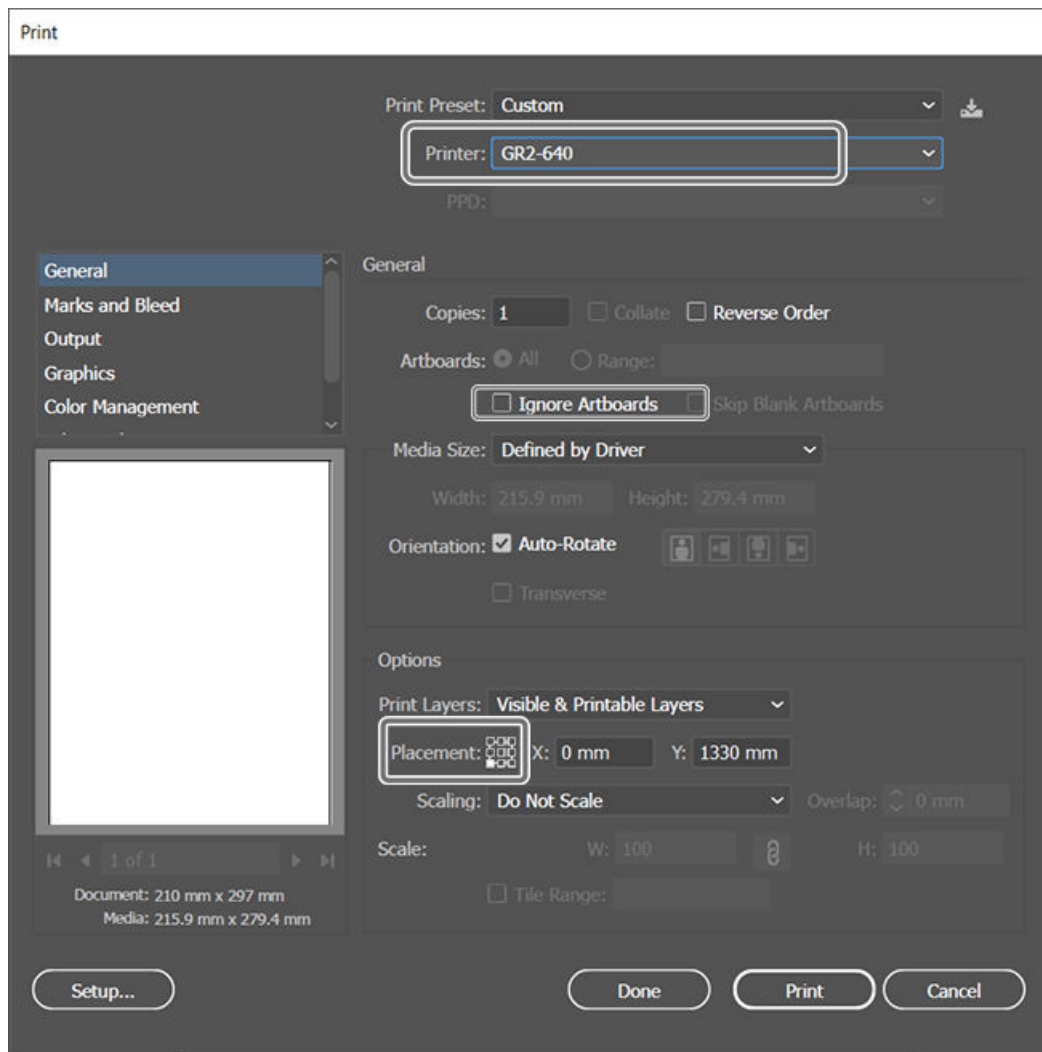 Print
Print Preset: Custom
Printer: GR2-640
PPD:
General
Marks and Bleed
Output
Graphics
Color Management
General
Copies: 1 Collate Reverse Order
Artboards: All Range:
Ignore Artboards Skip Blank Artboards
Media Size: Defined by Driver
Width: 215.9 mm Height: 279.4 mm
Orientation: Auto-Rotate
Transverse
Options
Print Layers: Visible & Printable Layers
Placement: X: 0 mm Y: 1330 mm
Scaling: Do Not Scale Overlap: 0 mm
Scale: W: 100 H: 100
Tile Range:
1 of 1
Document: 210 mm x 297 mm
Media: 215.9 mm x 279.4 mm
Setup... Done Print Cancel